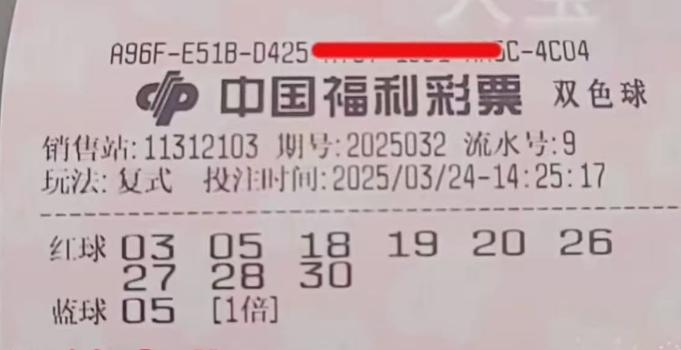 A96F-E51B-D425
C-4C04
中国福利彩票 双色球
销售站:11312103 期号:2025032 流水号:9
玩法:复式 投注时间:2025/03/24-14:25:17
红球 03 05 18 19 20 26
27 28 30
蓝球 05 [1倍]